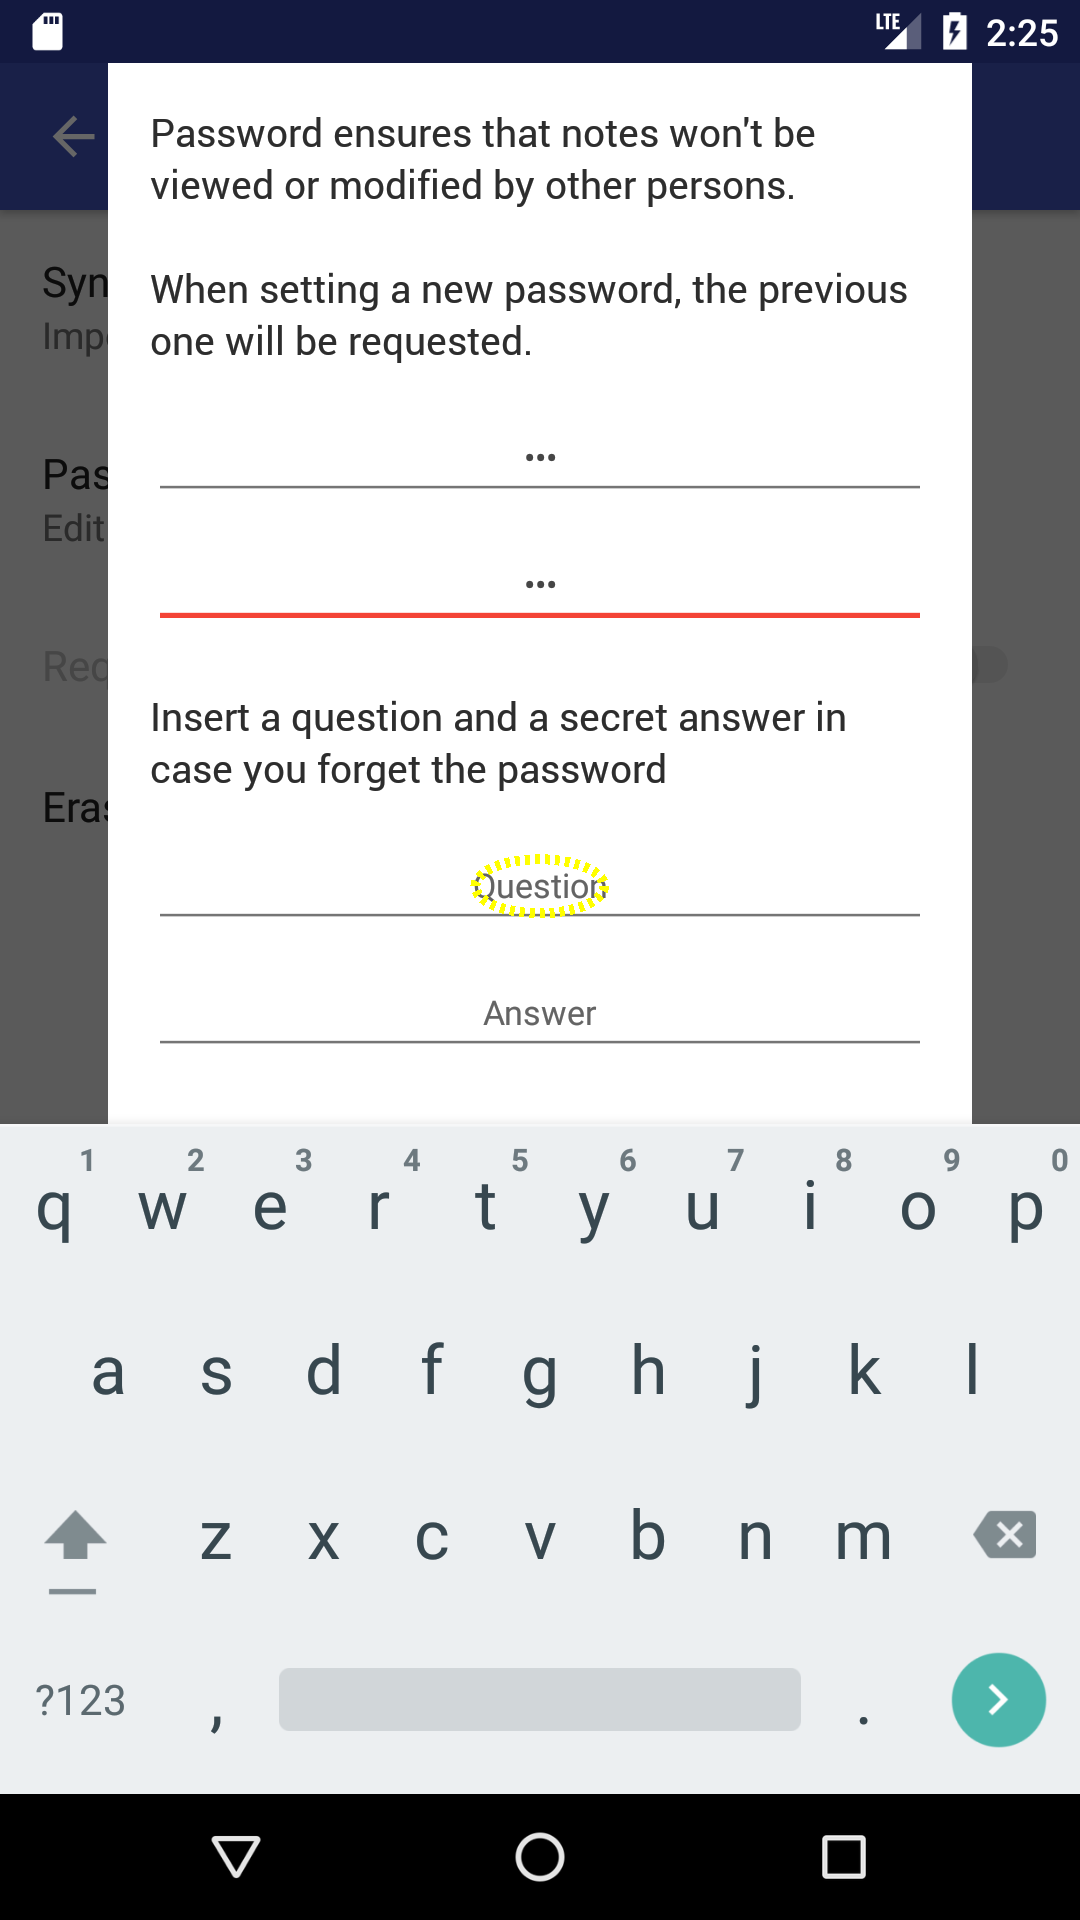 LTE 2:25
Password ensures that notes won't be
viewed or modified by other persons.
When setting a new password, the previous
one will be requested.
Syn
Imp
•••
Pas
Edit
•••
Req
Insert a question and a secret answer in
case you forget the password
Eras
Question
Answer
1 2 3 4 5 6 7 8 9 0
q w e r t y u i o p
a s d f g h j k l
z x c v b n m
?123 , .